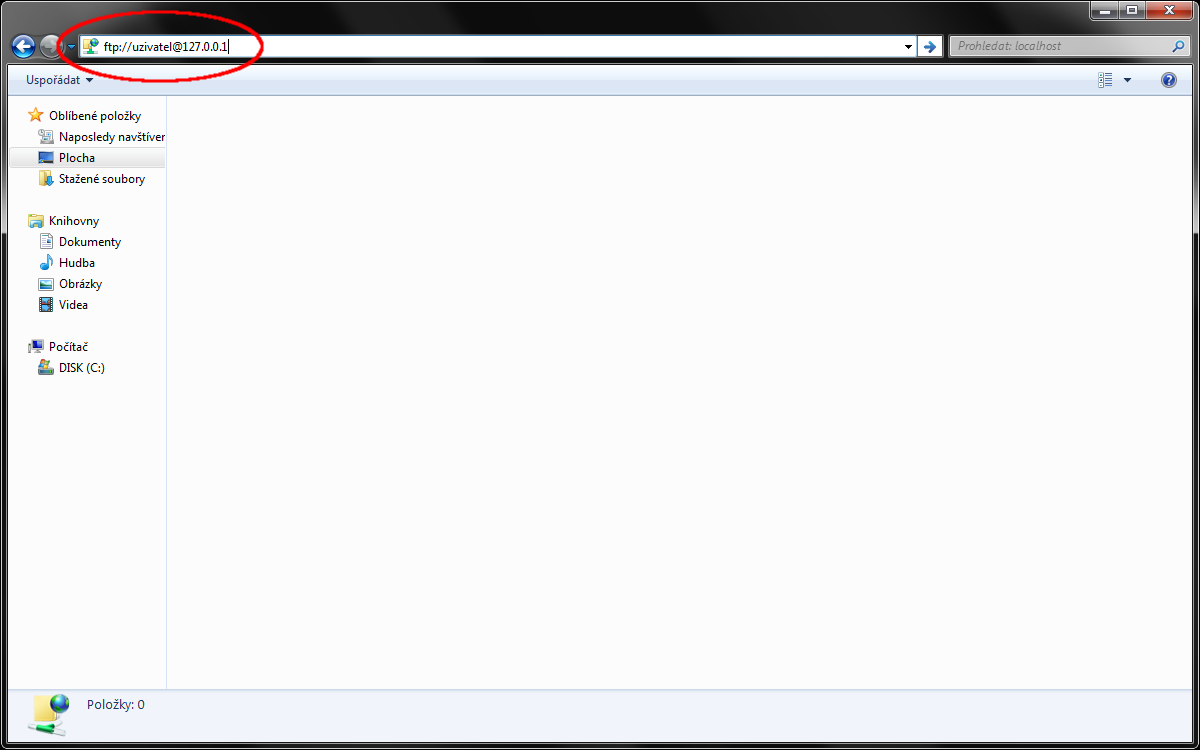 ftp://uzivatel@127.0.0.1
Prohledat: localhost
Uspořádat
Oblíbené položky
Naposledy navštíver
Plocha
Stažené soubory
Knihovny
Dokumenty
Hudba
Obrázky
Videa
Počítač
DISK (C:)
Položky: 0